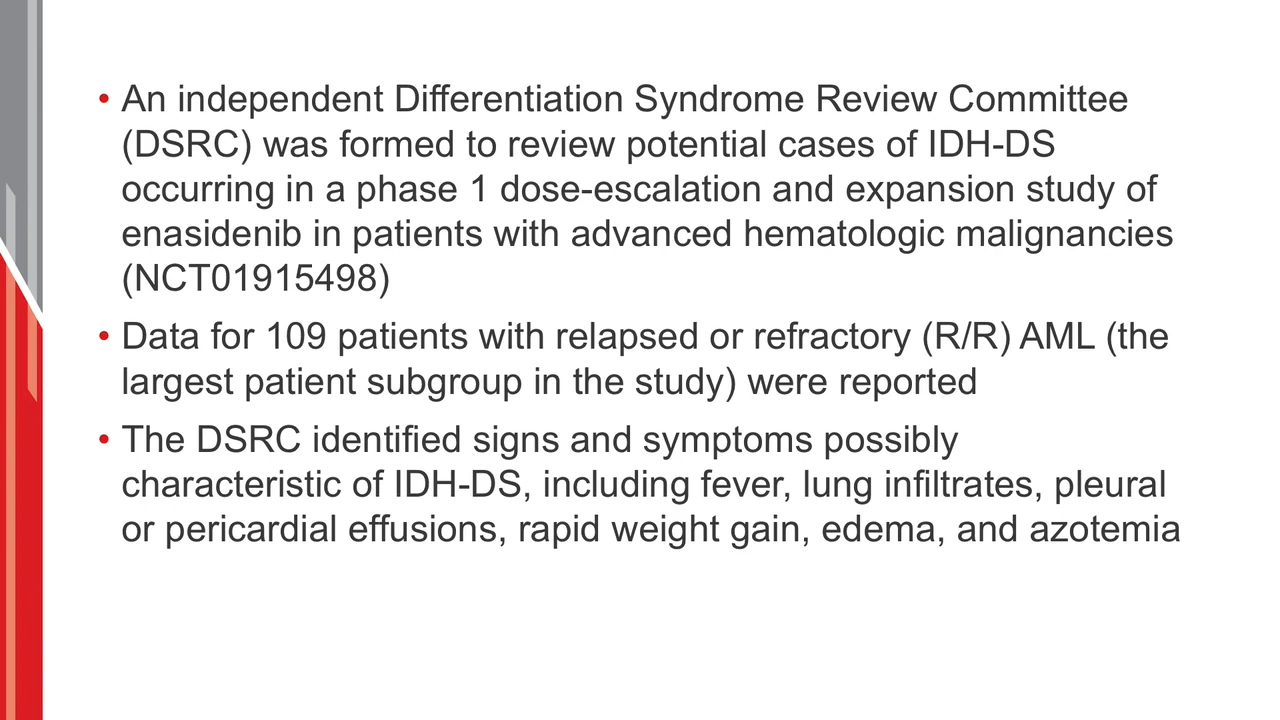 • An independent Differentiation Syndrome Review Committee
(DSRC) was formed to review potential cases of IDH-DS
occurring in a phase 1 dose-escalation and expansion study of
enasidenib in patients with advanced hematologic malignancies
(NCT01915498)
• Data for 109 patients with relapsed or refractory (R/R) AML (the
largest patient subgroup in the study) were reported
• The DSRC identified signs and symptoms possibly
characteristic of IDH-DS, including fever, lung infiltrates, pleural
or pericardial effusions, rapid weight gain, edema, and azotemia